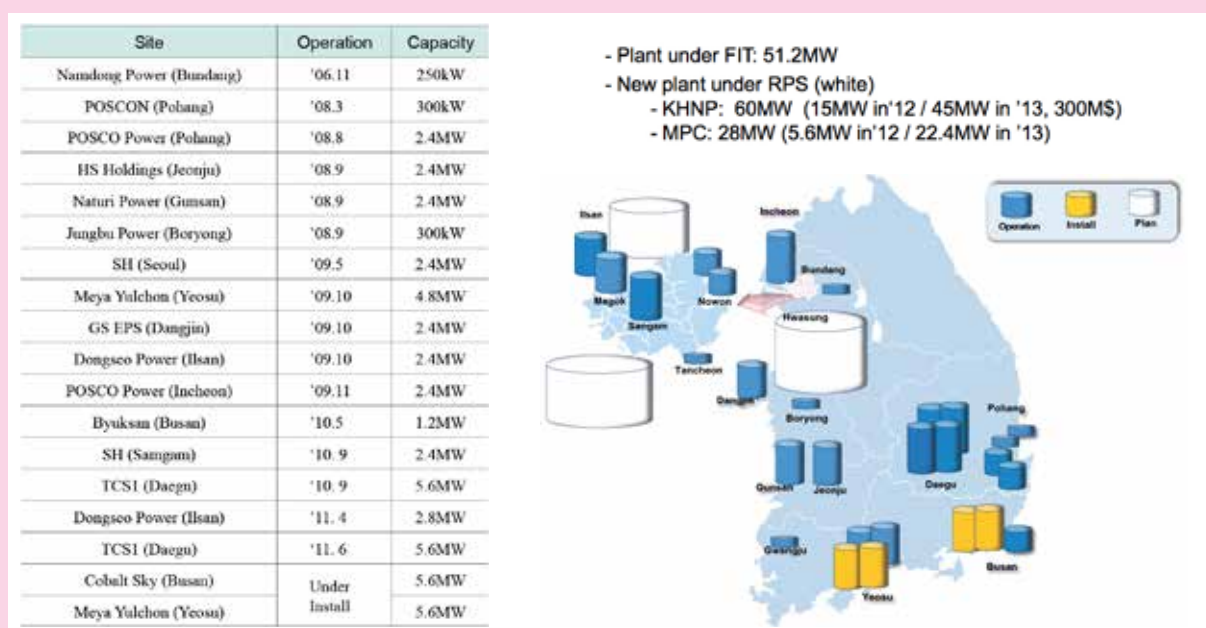 Site Operation Capacity
Namdong Power (Bundang) '06.11 250kW
POSCON (Pohang) '08.3 300kW
POSCO Power (Pohang) '08.8 2.4MW
HS Holdings (Jeonju) '08.9 2.4MW
Naturi Power (Gunsan) '08.9 2.4MW
Jungbu Power (Boryong) '08.9 300kW
SH (Seoul) '09.5 2.4MW
Meya Yulchon (Yeosu) '09.10 4.8MW
GS EPS (Dangjin) '09.10 2.4MW
Dongseo Power (Ilsan) '09.10 2.4MW
POSCO Power (Incheon) '09.11 2.4MW
Byuksan (Busan) '10.5 1.2MW
SH (Samgam) '10. 9 2.4MW
TCS1 (Daegu) '10. 9 5.6MW
Dongseo Power (Ilsan) '11. 4 2.8MW
TCS1 (Daegu) '11. 6 5.6MW
Cobalt Sky (Busan) Under Install 5.6MW
Meya Yulchon (Yeosu) 5.6MW
- Plant under FIT: 51.2MW
- New plant under RPS (white)
- KHNP: 60MW (15MW in'12 / 45MW in '13, 300M$)
- MPC: 28MW (5.6MW in'12 / 22.4MW in '13)
Operation Install Plan
Ilsan
Incheon
Bundang
Magok
Nowon
Sangam
Hwasung
Tancheon
Dangjin
Boryong
Pohang
Gunsan
Jeonju
Daegu
Gwangju
Busan
Yeosu